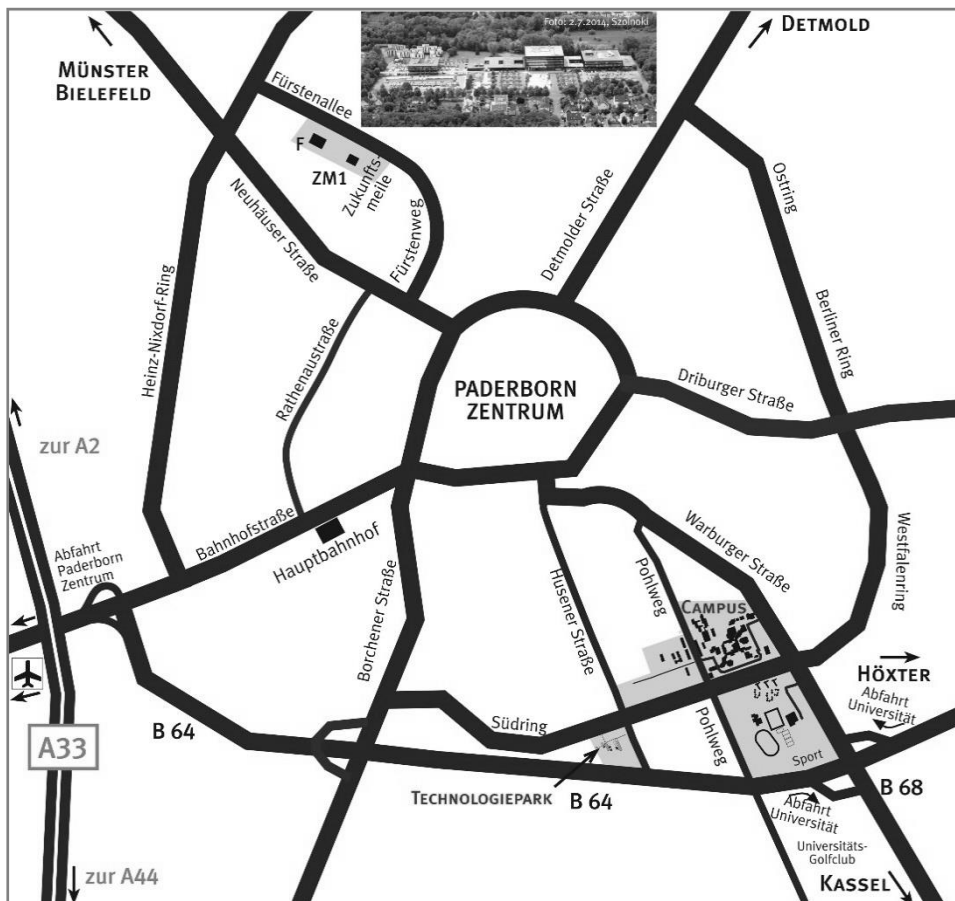 Foto: 2.7.2014, Szolnoki
DETMOLD
MÜNSTER
BIELEFELD
Fürstenallee
F
ZM1
Zukunfts-
meile
Fürstenweg
Neuhäuser Straße
Detmolder Straße
Ostring
Heinz-Nixdorf-Ring
Rathenaustraße
Berliner Ring
PADERBORN
ZENTRUM
Driburger Straße
zur A2
Abfahrt
Paderborn
Zentrum
Bahnhofstraße
Hauptbahnhof
Borchener Straße
Husener Straße
Pohlweg
Warburger Straße
Westfalenring
CAMPUS
HÖXTER
Abfahrt
Universität
A33
B 64
Südring
Pohlweg
Sport
TECHNOLOGIEPARK
B 64
B 68
Abfahrt
Universität
Universitäts-
Golfclub
zur A44
KASSEL